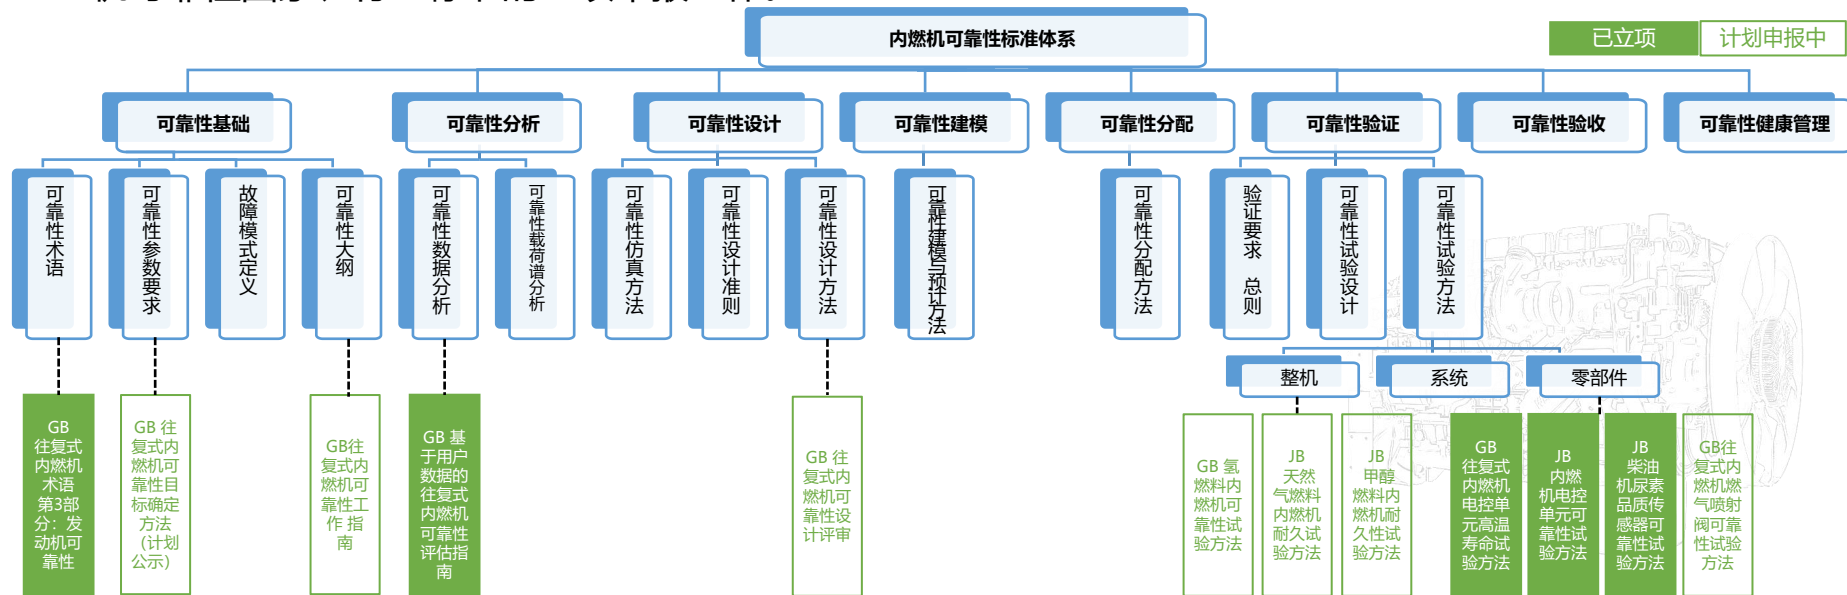 内燃机可靠性标准体系
已立项
计划申报中
可靠性基础
可靠性分析
可靠性设计
可靠性建模
可靠性分配
可靠性验证
可靠性验收
可靠性健康管理
可靠性术语
可靠性参数要求
故障模式定义
可靠性大纲
可靠性数据分析
可靠性载荷谱分析
可靠性仿真方法
可靠性设计准则
可靠性设计方法
可靠性建模与预计方法
可靠性分配方法
验证要求 总则
可靠性试验设计
可靠性试验方法
整机
系统
零部件
GB
往复式
内燃机
术语
第3部
分：发
动机可
靠性
GB 往
复式内
燃机可
靠性目
标确定
方法
（计划
公示）
GB往
复式内
燃机可
靠性工
作 指
南
GB 基
于用户
数据的
往复式
内燃机
可靠性
评估指
南
GB 往
复式内
燃机可
靠性设
计评审
GB 氢
燃料内
燃机可
靠性试
验方法
JB
天然
气燃料
内燃机
耐久试
验方法
JB
甲醇
燃料内
燃机耐
久性试
验方法
GB
往复式
内燃机
电控单
元高温
寿命试
验方法
JB
内燃
机电控
单元可
靠性试
验方法
JB
柴油
机尿素
品质传
感器可
靠性试
验方法
GB往
复式内
燃机燃
气喷射
阀可靠
性试验
方法